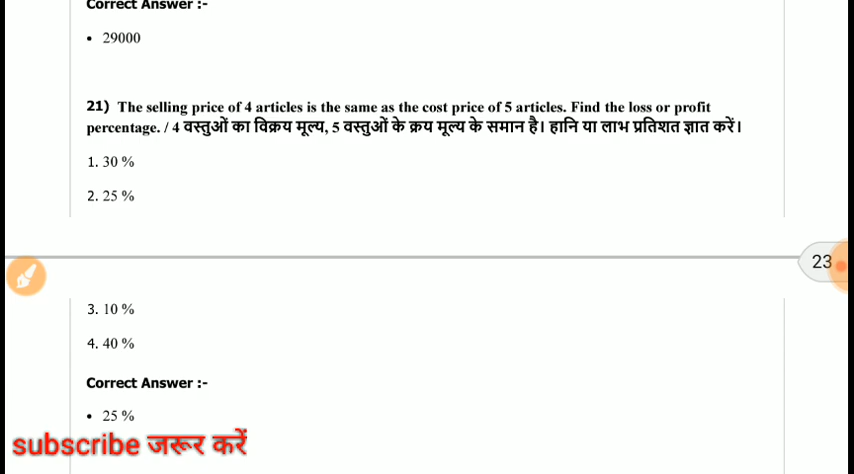 Correct Answer :-
• 29000
21) The selling price of 4 articles is the same as the cost price of 5 articles. Find the loss or profit
percentage. / 4 वस्तुओं का विक्रय मूल्य, 5 वस्तुओं के क्रय मूल्य के समान है। हानि या लाभ प्रतिशत ज्ञात करें।
1. 30 %
2. 25 %
23
3. 10 %
4. 40 %
Correct Answer :-
• 25 %
subscribe जरूर करें